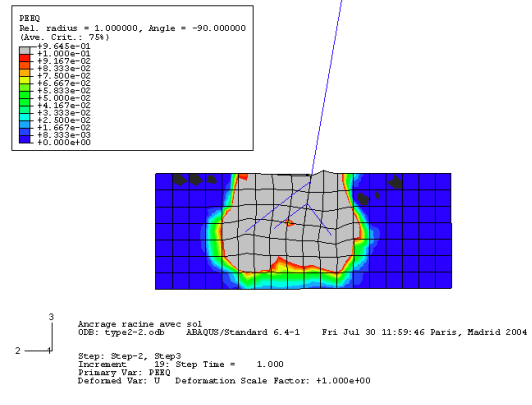 PEEQ
Rel. radius = 1.000000, Angle = -90.000000
(Ave. Crit.: 75%)
+9.645e-01
+1.000e-01
+9.167e-02
+8.333e-02
+7.500e-02
+6.667e-02
+5.833e-02
+5.000e-02
+4.167e-02
+3.333e-02
+2.500e-02
+1.667e-02
+8.333e-03
+0.000e+00
3
2
1
Ancrage racine avec sol
ODB: type2-2.odb ABAQUS/Standard 6.4-1 Fri Jul 30 11:59:46 Paris, Madrid 2004
Step: Step-2, Step3
Increment 19: Step Time = 1.000
Primary Var: PEEQ
Deformed Var: U Deformation Scale Factor: +1.000e+00